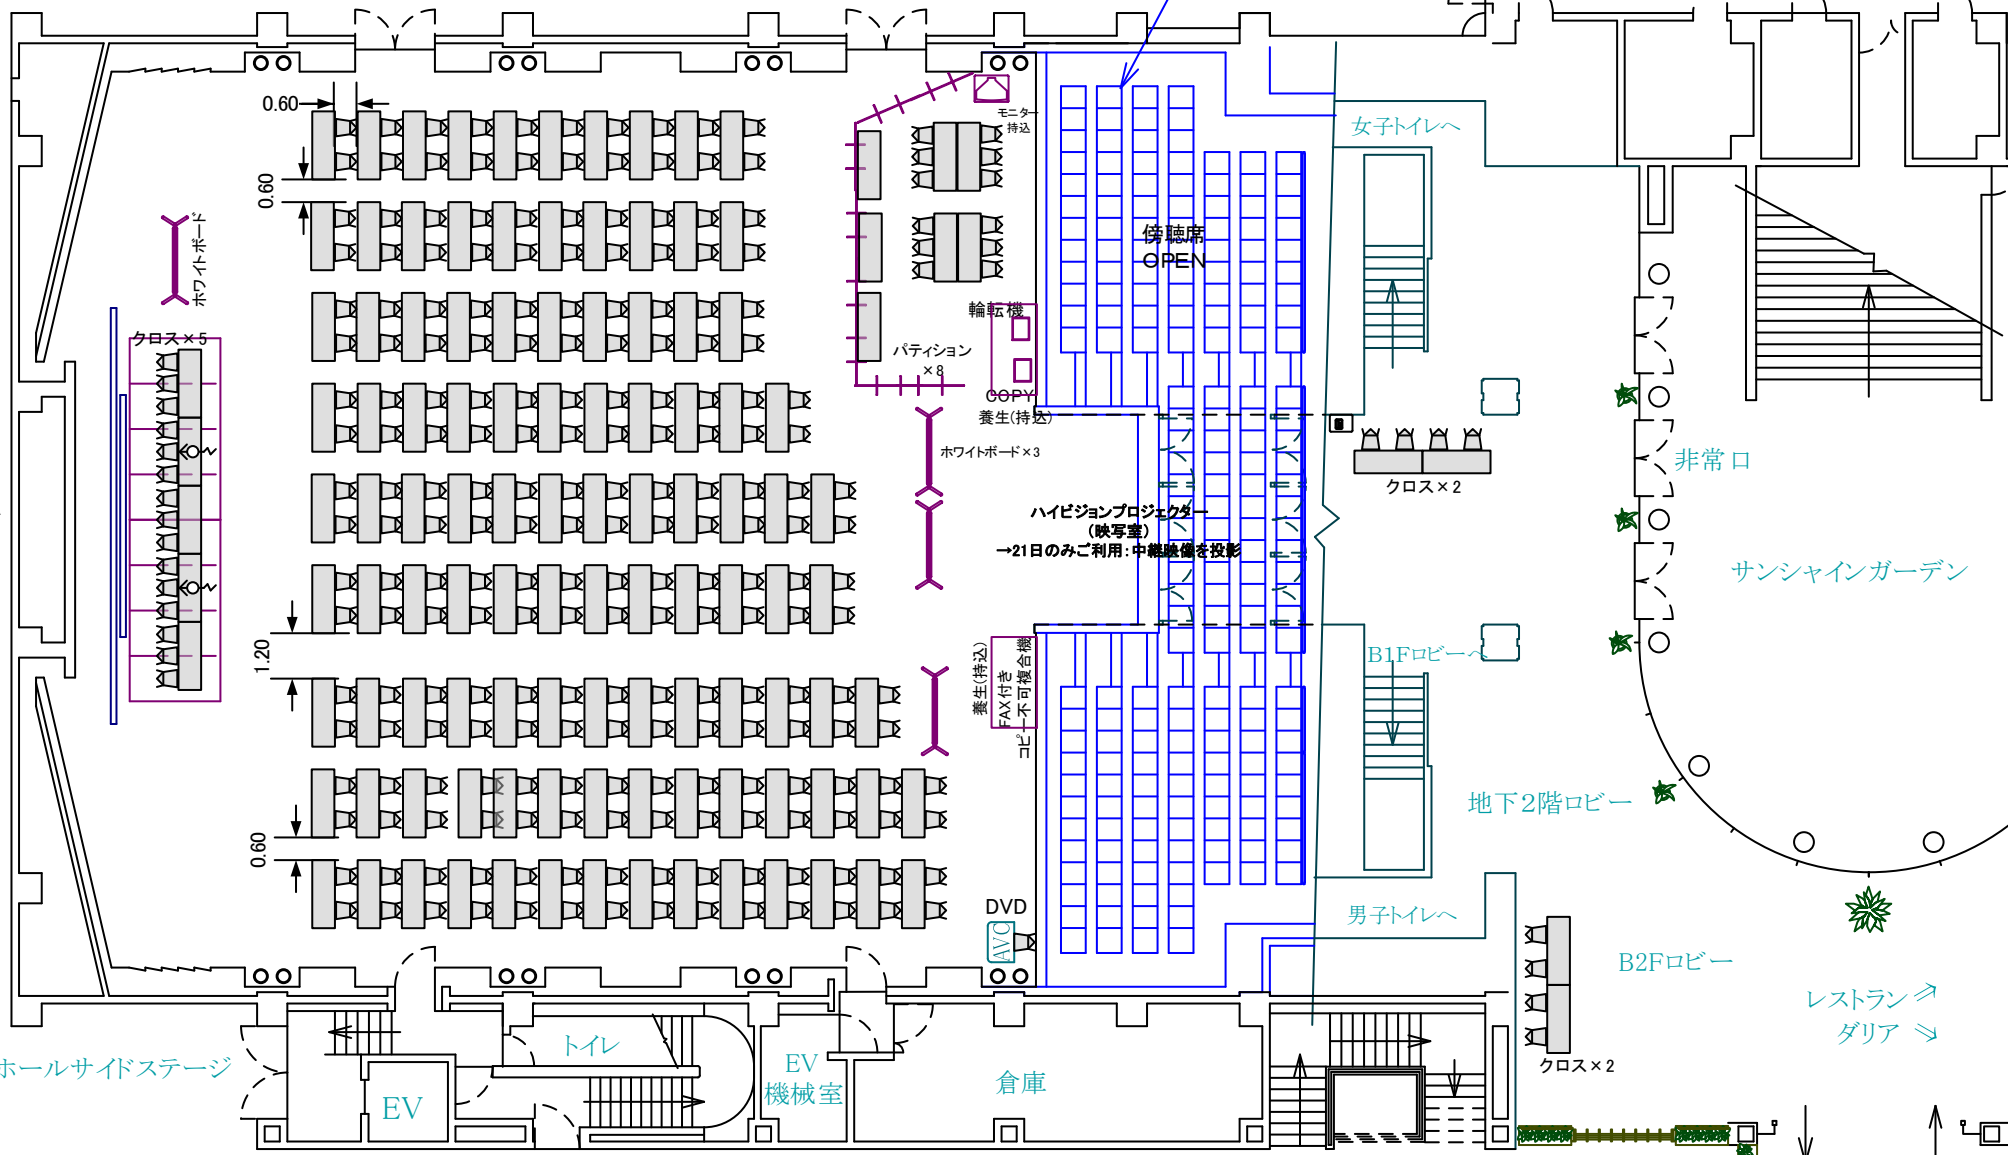 0.60
0.60
ホワイトボード
クロス×5
1.20
0.60
モニター
持込
輪転機
パティション
×8
COPY
養生(持込)
ホワイトボード×3
傍聴席
OPEN
ハイビジョンプロジェクター
(映写室)
→21日のみご利用:中継映像を投影
養生(持込)
FAX付き
コピー不可複合機
DVD
AVC
女子トイレへ
クロス×2
非常口
サンシャインガーデン
B1Fロビーへ
地下2階ロビー
男子トイレへ
B2Fロビー
レストラン
ダリア
クロス×2
ホールサイドステージ
EV
トイレ
EV
機械室
倉庫